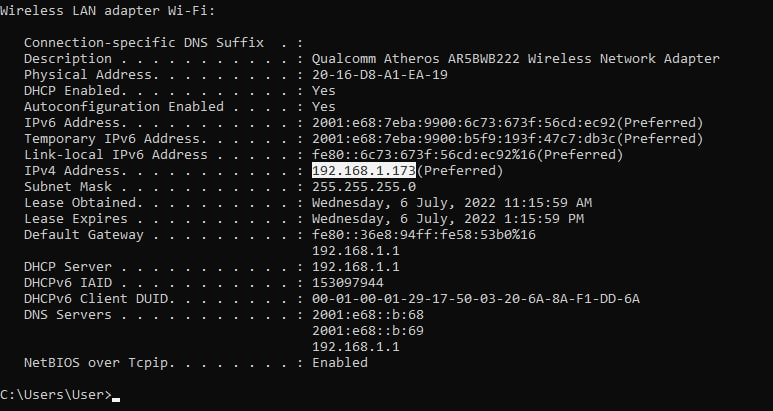 Wireless LAN adapter Wi-Fi:
Connection-specific DNS Suffix  . :
Description . . . . . . . . . . . : Qualcomm Atheros AR5BWB222 Wireless Network Adapter
Physical Address. . . . . . . . . : 20-16-D8-A1-EA-19
DHCP Enabled. . . . . . . . . . . : Yes
Autoconfiguration Enabled . . . . : Yes
IPv6 Address. . . . . . . . . . . : 2001:e68:7eba:9900:6c73:673f:56cd:ec92(Preferred)
Temporary IPv6 Address. . . . . . : 2001:e68:7eba:9900:b5f9:193f:47c7:db3c(Preferred)
Link-local IPv6 Address . . . . . : fe80::6c73:673f:56cd:ec92%16(Preferred)
IPv4 Address. . . . . . . . . . . : 192.168.1.173(Preferred)
Subnet Mask . . . . . . . . . . . : 255.255.255.0
Lease Obtained. . . . . . . . . . : Wednesday, 6 July, 2022 11:15:59 AM
Lease Expires . . . . . . . . . . : Wednesday, 6 July, 2022 1:15:59 PM
Default Gateway . . . . . . . . . : fe80::36e8:94ff:fe58:53b0%16
192.168.1.1
DHCP Server . . . . . . . . . . . : 192.168.1.1
DHCPv6 IAID . . . . . . . . . . . : 153097944
DHCPv6 Client DUID. . . . . . . . : 00-01-00-01-29-17-50-03-20-6A-8A-F1-DD-6A
DNS Servers . . . . . . . . . . . : 2001:e68::b:68
2001:e68::b:69
192.168.1.1
NetBIOS over Tcpip. . . . . . . . : Enabled
C:\Users\User>